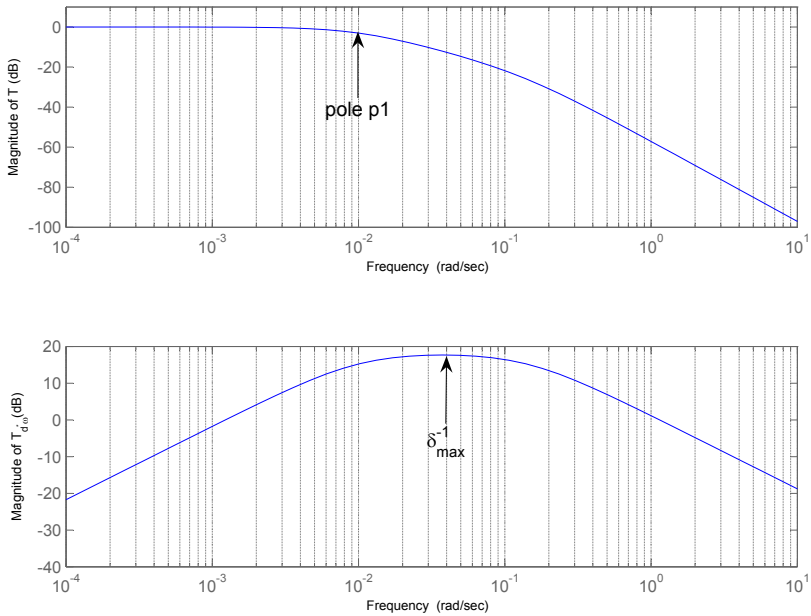 0
-20
-40
-60
-80
-100
Magnitude of T (dB)
pole p1
10^-4 10^-3 10^-2 10^-1 10^0 10^1
Frequency (rad/sec)
20
10
0
-10
-20
-30
-40
Magnitude of T_{d ω} (dB)
δ^-1_max
10^-4 10^-3 10^-2 10^-1 10^0 10^1
Frequency (rad/sec)